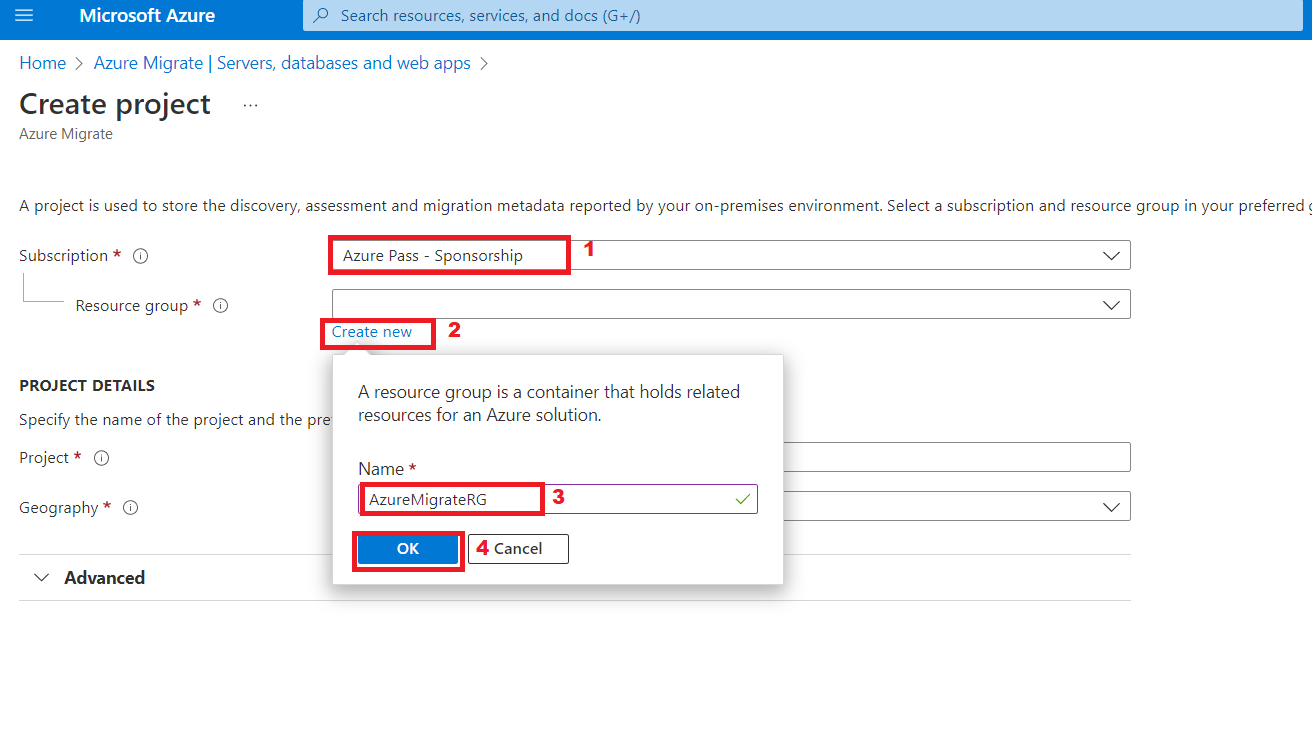 Microsoft Azure
Search resources, services, and docs (G+/)
Home > Azure Migrate | Servers, databases and web apps >
Create project ...
Azure Migrate
A project is used to store the discovery, assessment and migration metadata reported by your on-premises environment. Select a subscription and resource group in your preferred
Subscription * Azure Pass - Sponsorship 1
Resource group *
Create new 2
A resource group is a container that holds related
resources for an Azure solution.
PROJECT DETAILS
Specify the name of the project and the
Project *
Name *
AzureMigrateRG 3
Geography *
OK 4 Cancel
Advanced